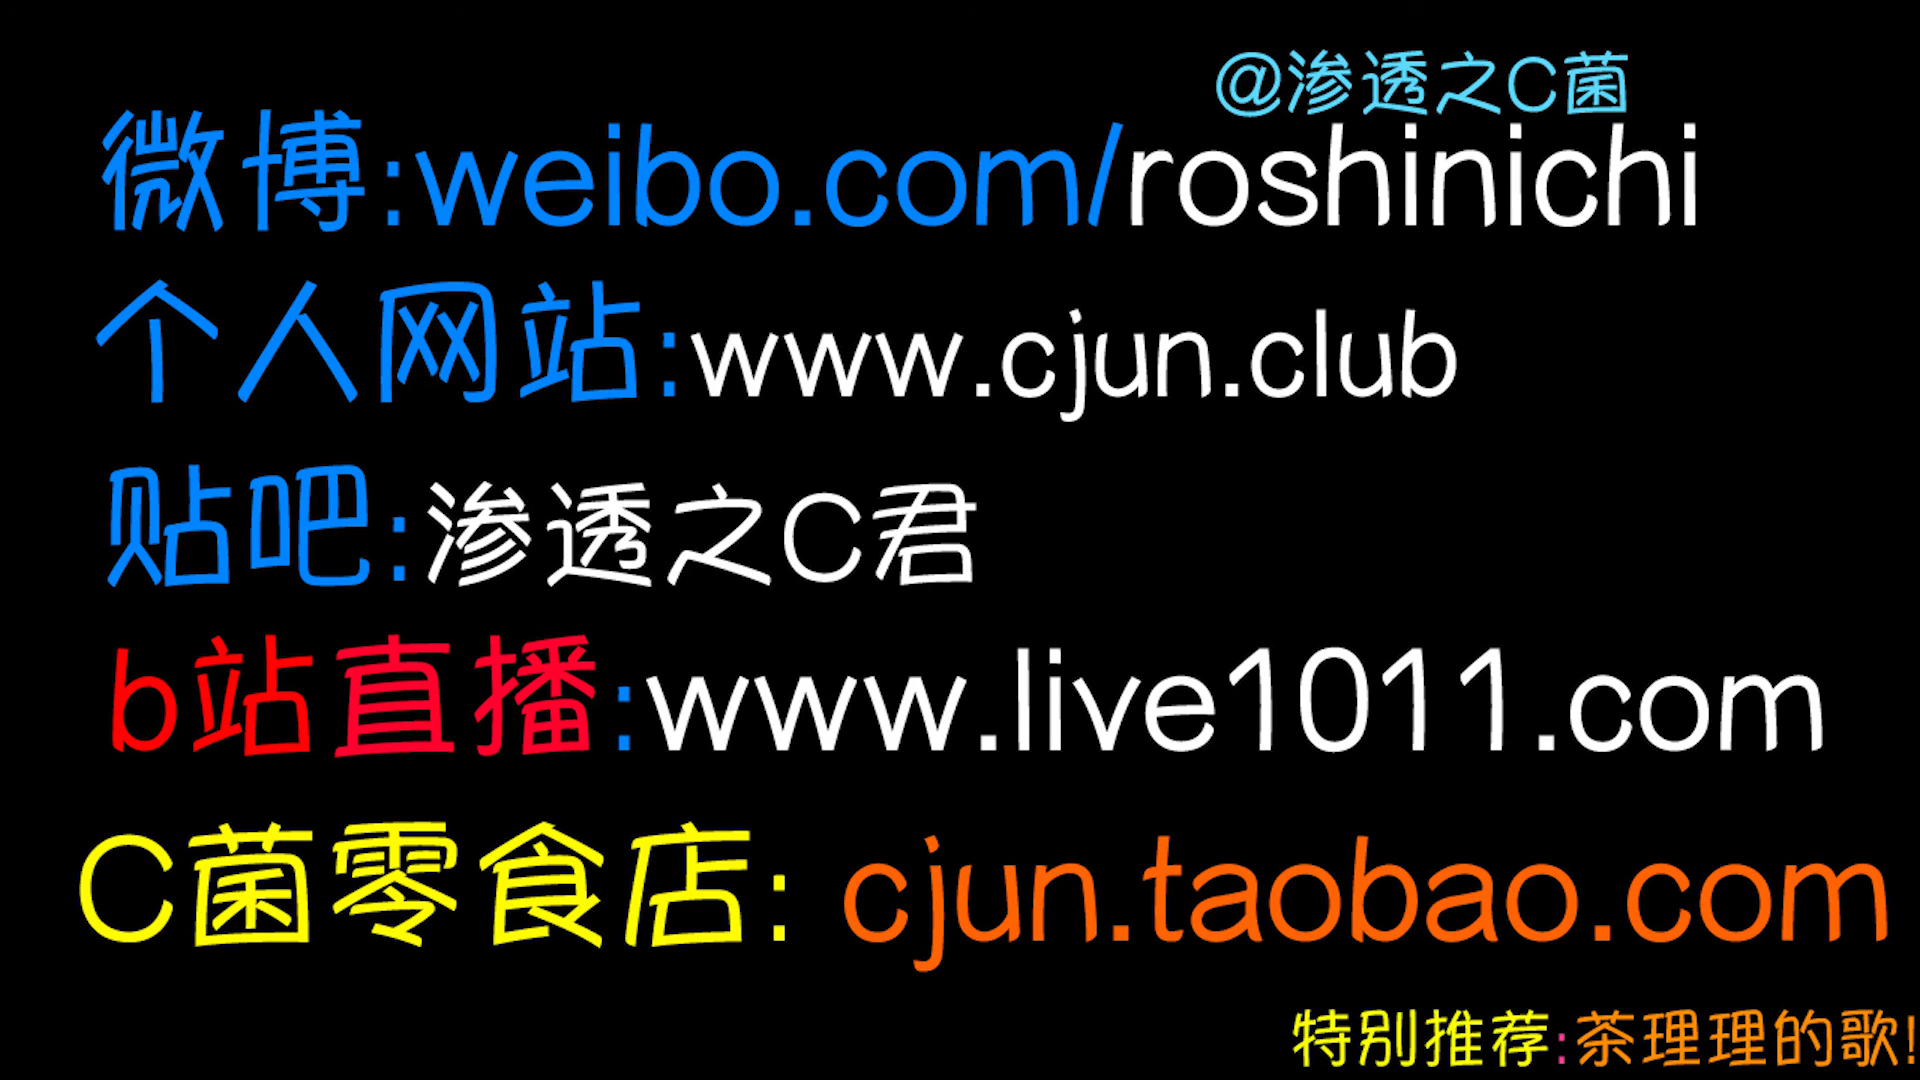 @渗透之C菌
微博:weibo.com/roshinichi
个人网站:www.cjun.club
贴吧:渗透之C君
b站直播:www.live1011.com
C菌零食店: cjun.taobao.com
特别推荐:茶理理的歌!